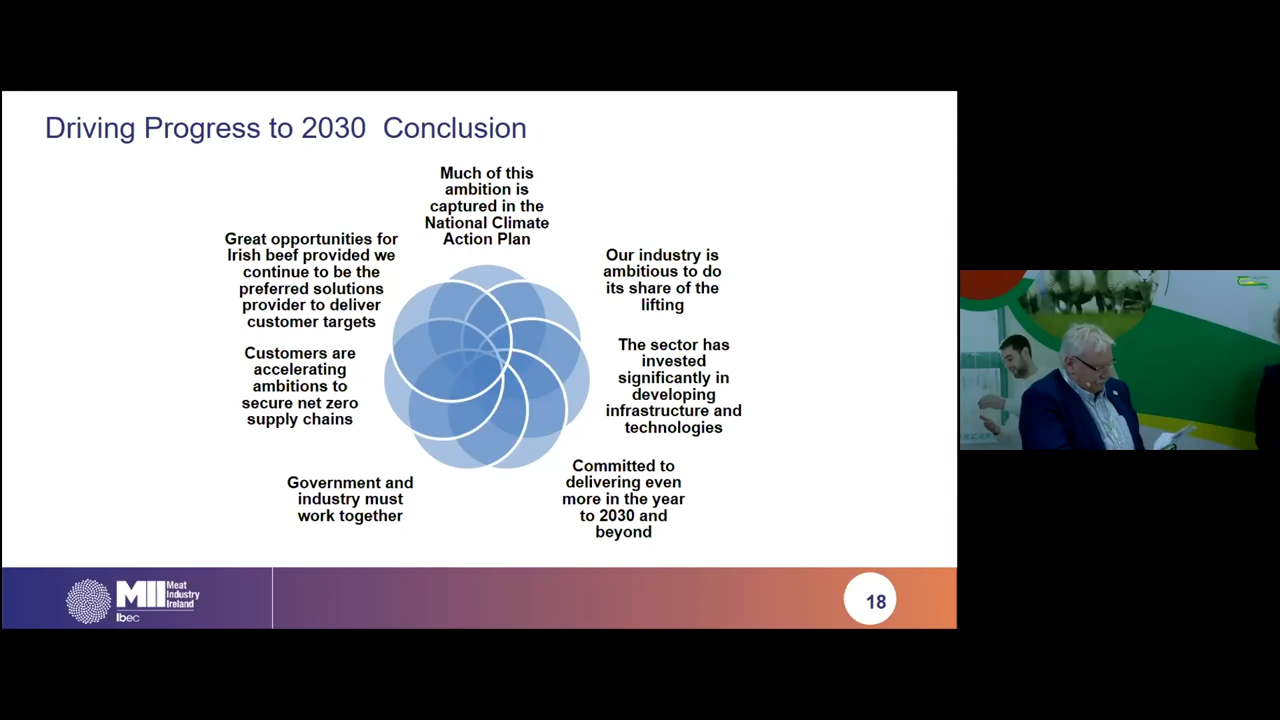 Driving Progress to 2030  Conclusion
Much of this
ambition is
captured in the
National Climate
Action Plan
Our industry is
ambitious to do
its share of the
lifting
The sector has
invested
significantly in
developing
infrastructure and
technologies
Committed to
delivering even
more in the year
to 2030 and
beyond
Government and
industry must
work together
Customers are
accelerating
ambitions to
secure net zero
supply chains
Great opportunities for
Irish beef provided we
continue to be the
preferred solutions
provider to deliver
customer targets
MII
Meat
Industry
Ireland
Ibec
18